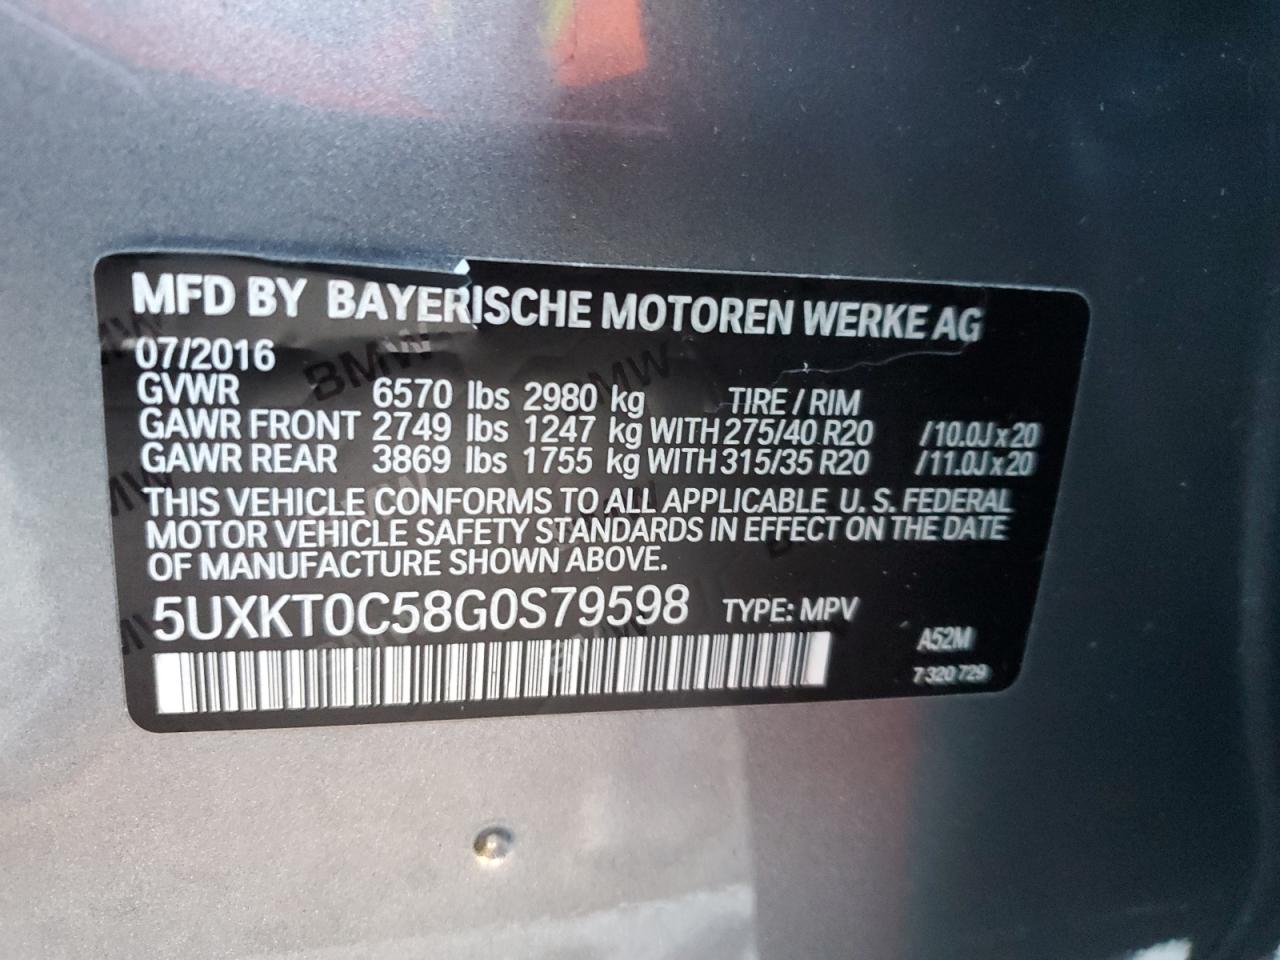 MFD BY BAYERISCHE MOTOREN WERKE AG
07/2016
GVWR 6570 lbs 2980 kg TIRE / RIM
GAWR FRONT 2749 lbs 1247 kg WITH 275/40 R20 /10.0J x 20
GAWR REAR 3869 lbs 1755 kg WITH 315/35 R20 /11.0J x 20
THIS VEHICLE CONFORMS TO ALL APPLICABLE U. S. FEDERAL
MOTOR VEHICLE SAFETY STANDARDS IN EFFECT ON THE DATE
OF MANUFACTURE SHOWN ABOVE.
5UXKT0C58G0S79598 TYPE: MPV
A52M
7 320 729